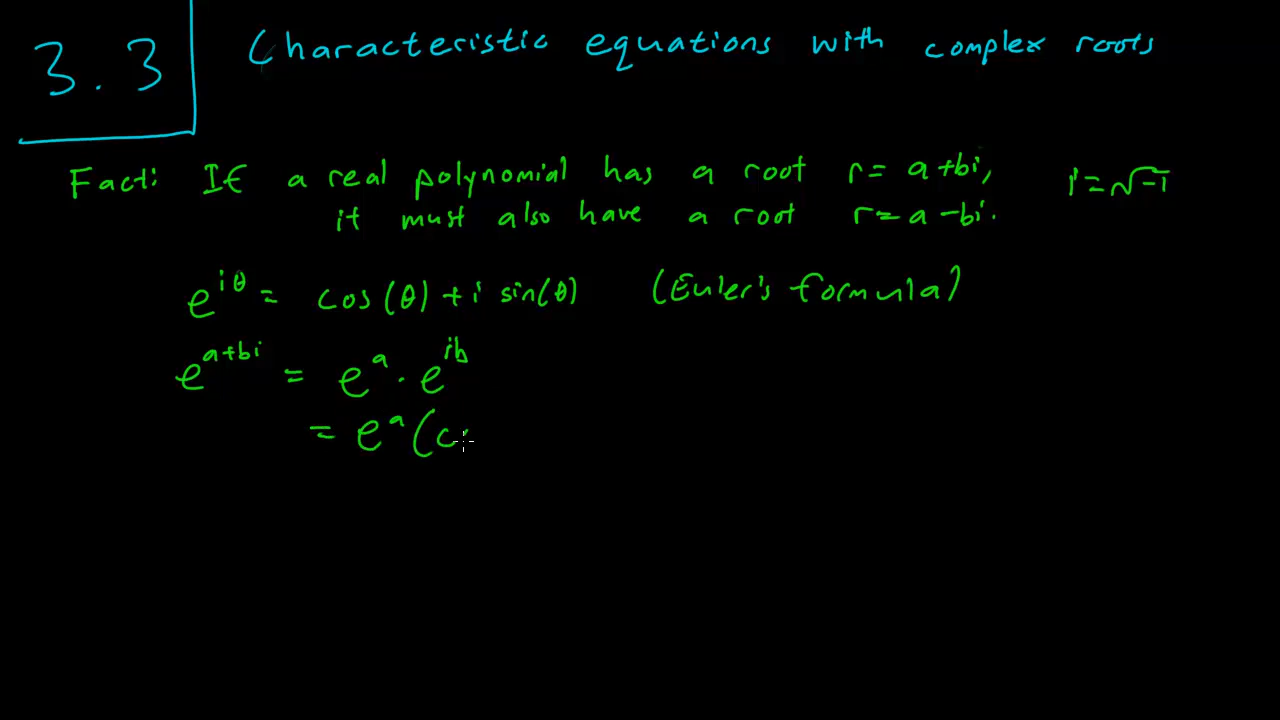 3.3 Characteristic equations with complex roots
Fact: If a real polynomial has a root r = a+bi, i = √-1
it must also have a root r = a - bi.
e^{iθ} = cos(θ) + i sin(θ) (Euler's formula)
e^{a+bi} = e^a · e^{ib}
= e^a (c